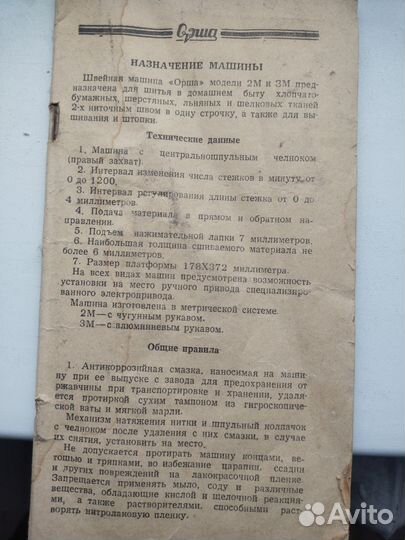 Орша
НАЗНАЧЕНИЕ МАШИНЫ
Швейная машина «Орша» модели 2М и 3М пред-
назначена для шитья в домашнем быту хлопчато-
бумажных, шерстяных, льняных и шелковых тканей
2-х ниточным швом в одну строчку, а также для вы-
шивания и штопки.
Технические данные
1. Машина с центральношпульным челноком
(правый захват).
2. Интервал изменения числа стежков в минуту, от
0 до 1200.
3. Интервал регулирования длины стежка от 0 до
4 миллиметров.
4. Подача материала в прямом и обратном на-
правлении.
5. Подъем нажимательной лапки 7 миллиметров.
6. Наибольшая толщина сшиваемого материала не
более 6 миллиметров.
7. Размер платформы 178X372 миллиметра.
На всех видах машин предусмотрена возможность
установки на место ручного привода специализиро-
ванного электропривода.
Машина изготовлена в метрической системе.
2М—с чугунным рукавом.
3М—с алюминиевым рукавом.
Общие правила
1. Антикоррозийная смазка, наносимая на маши-
ну при ее выпуске с завода для предохранения от
ржавчины при транспортировке и хранении, удаля-
ется протиркой сухим тампоном из гигроскопиче-
ской ваты и мягкой марли.
Механизм натяжения нитки и шпульный колпачок
с челноком после удаления с них смазки, в случае
их снятия, установить на место.
Не допускается протирать машину концами, ве-
тошью и тряпками, во избежание царапин, ссадин
и других повреждений на лакокрасочной пленке.
Запрещается применять мыло, соду и различные
вещества, обладающие кислой и щелочной реакция-
ми, а также растворителями, способными раст-
ворять нитролаковую пленку.
Avito